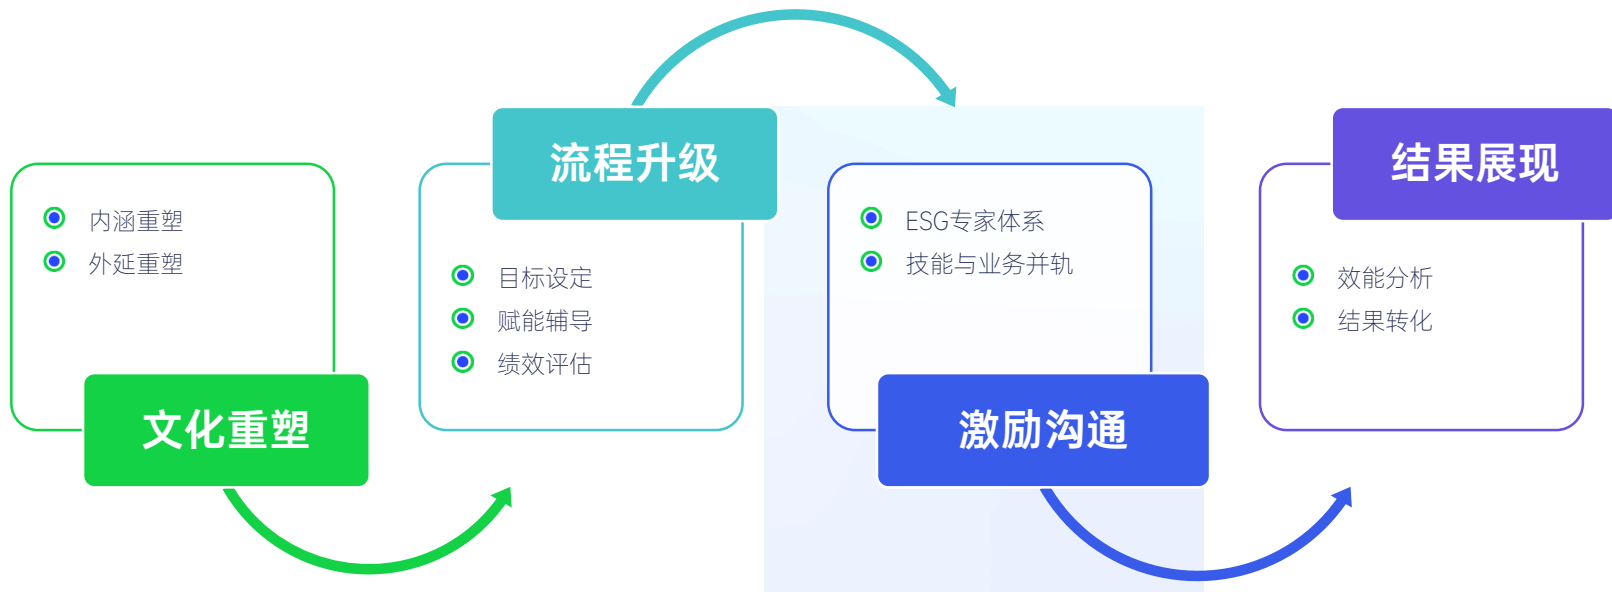 内涵重塑
外延重塑
文化重塑
流程升级
目标设定
赋能辅导
绩效评估
ESG专家体系
技能与业务并轨
激励沟通
结果展现
效能分析
结果转化